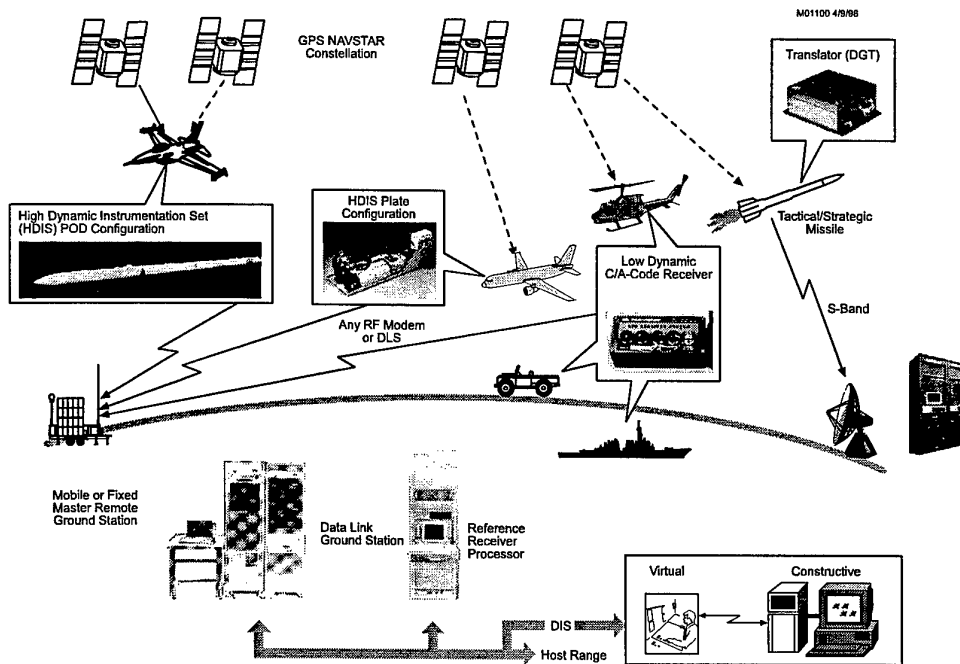 M01100 4/9/98
GPS NAVSTAR
Constellation
Translator (DGT)
High Dynamic Instrumentation Set
(HDIS) POD Configuration
HDIS Plate
Configuration
Tactical/Strategic
Missile
Low Dynamic
C/A-Code Receiver
S-Band
Any RF Modem
or DLS
Mobile or Fixed
Master Remote
Ground Station
Data Link
Ground Station
Reference
Receiver
Processor
Virtual
Constructive
DIS
Host Range